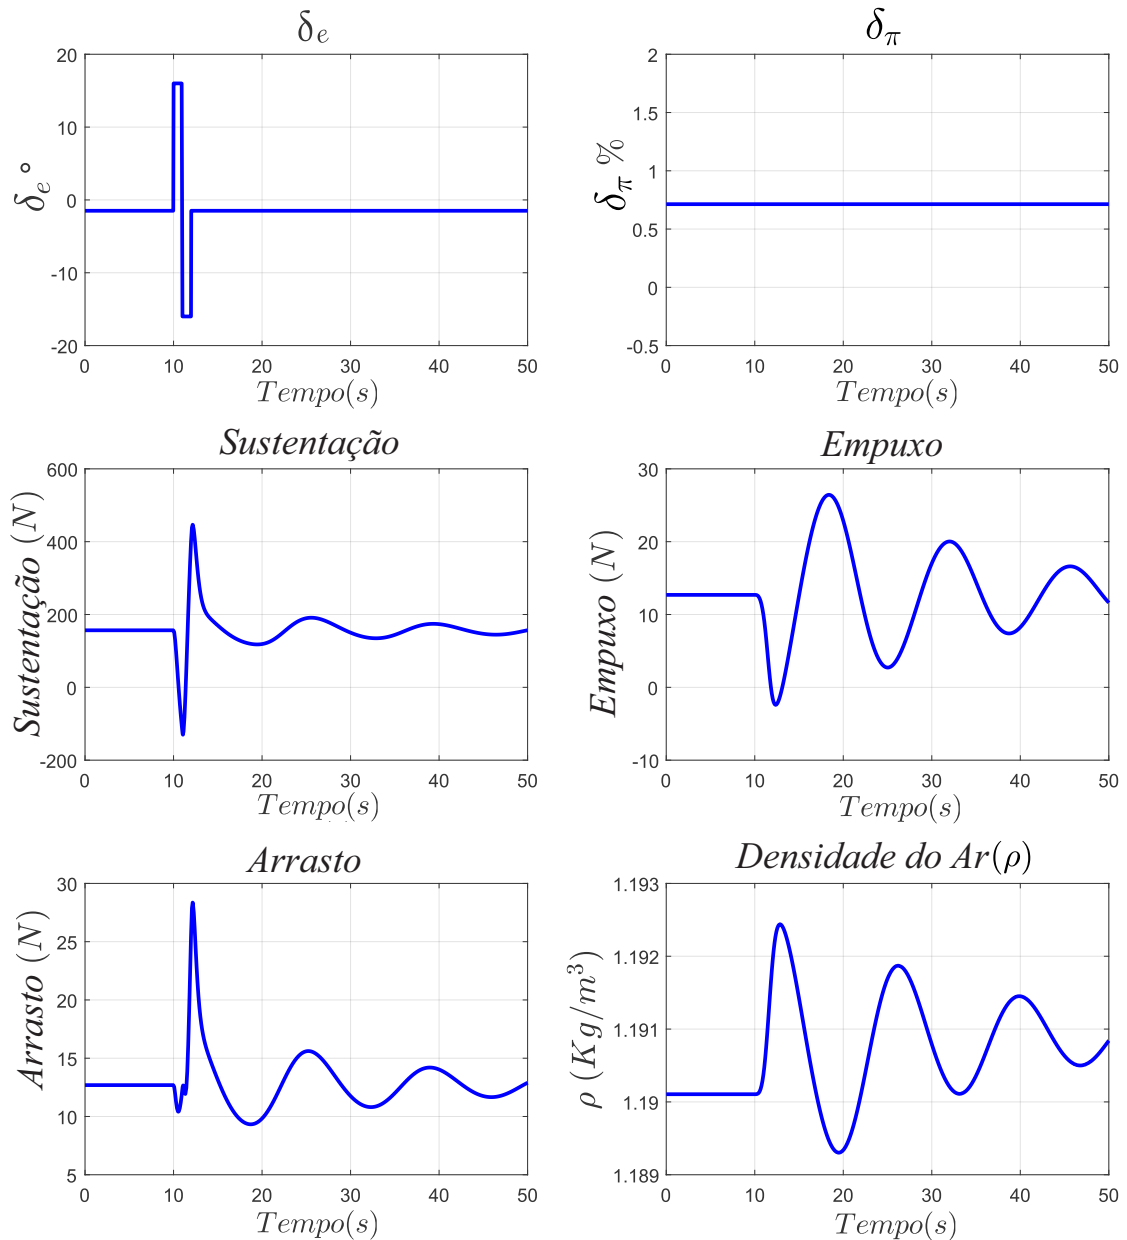 δₑ
20
10
0
-10
-20
δₑ°
0 10 20 30 40 50
Tempo(s)
δ_π
2
1.5
1
0.5
0
-0.5
δ_π %
0 10 20 30 40 50
Tempo(s)
Sustentação
600
400
200
0
-200
Sustentação (N)
0 10 20 30 40 50
Tempo(s)
Empuxo
30
20
10
0
-10
Empuxo (N)
0 10 20 30 40 50
Tempo(s)
Arrasto
30
25
20
15
10
5
Arrasto (N)
0 10 20 30 40 50
Tempo(s)
Densidade do Ar(ρ)
1.193
1.192
1.191
1.19
1.189
ρ (Kg/m³)
0 10 20 30 40 50
Tempo(s)